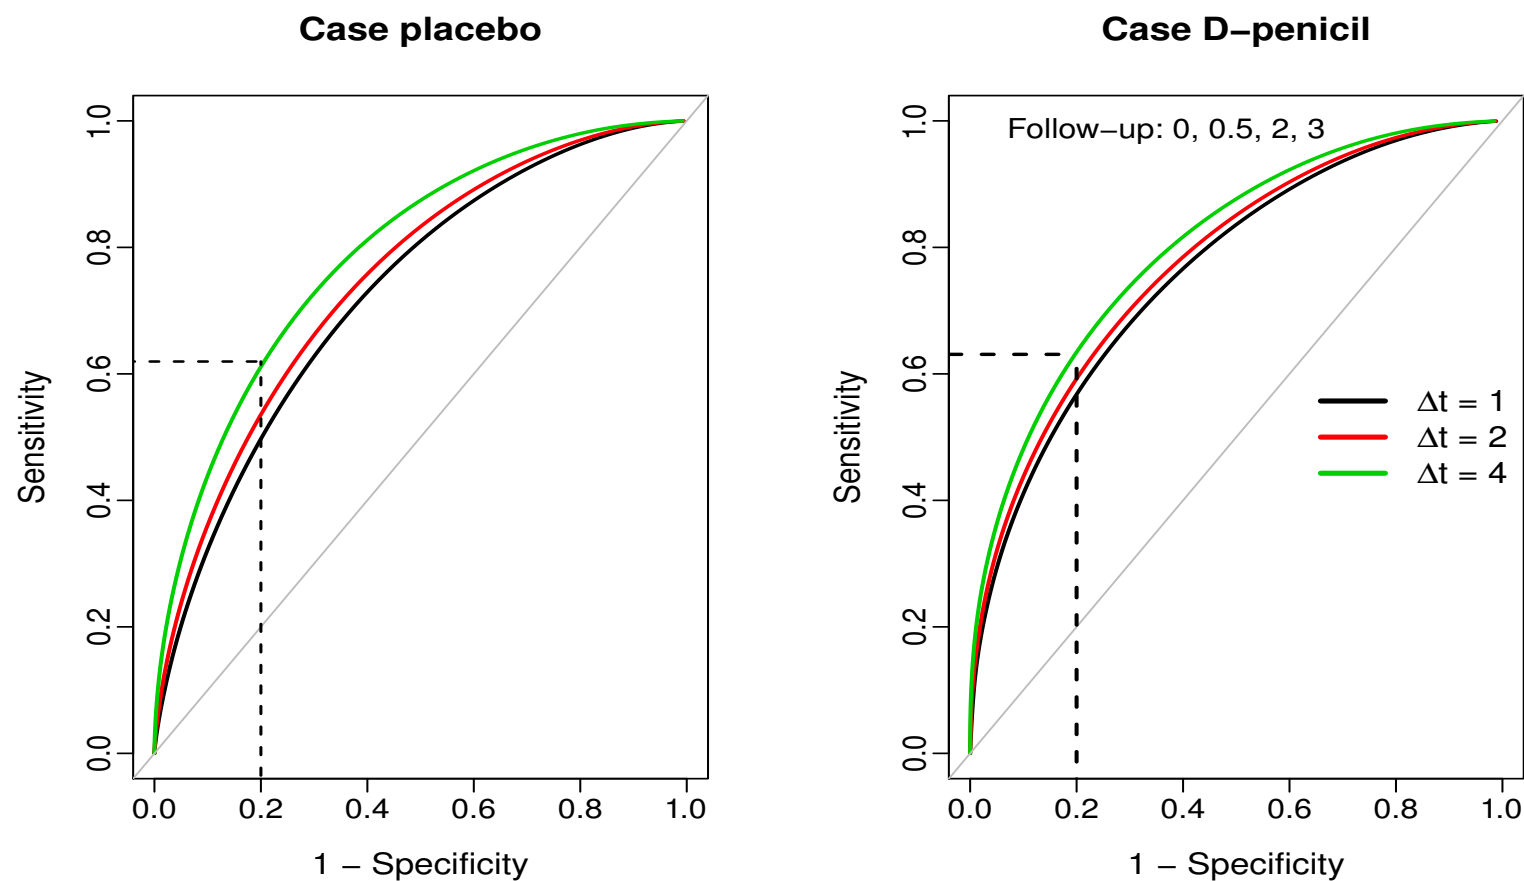 Case placebo
Sensitivity
1.0
0.8
0.6
0.4
0.2
0.0
0.0 0.2 0.4 0.6 0.8 1.0
1 − Specificity
Case D−penicil
Follow−up: 0, 0.5, 2, 3
Sensitivity
1.0
0.8
0.6
0.4
0.2
0.0
Δt = 1
Δt = 2
Δt = 4
0.0 0.2 0.4 0.6 0.8 1.0
1 − Specificity